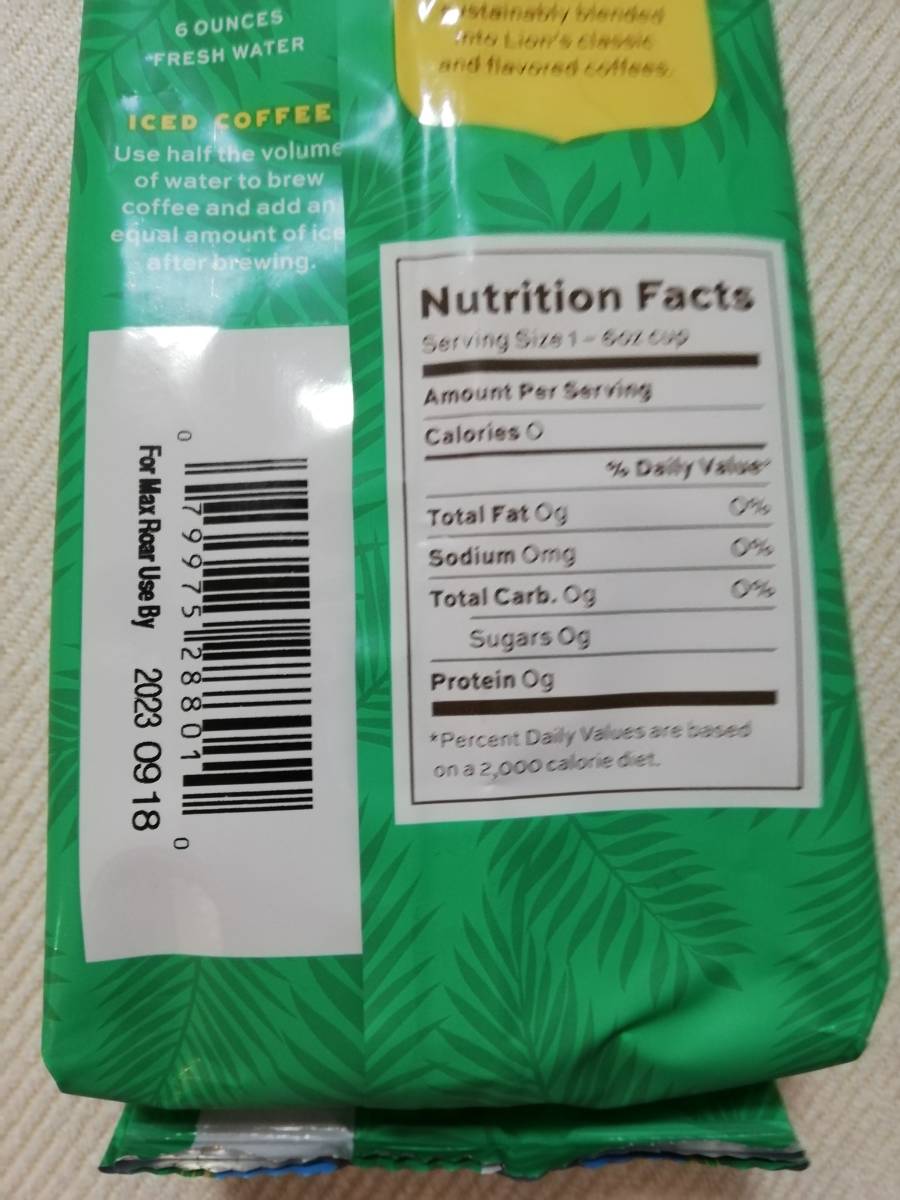 6 OUNCES
FRESH WATER
ICED COFFEE
Use half the volume
of water to brew
coffee and add an
equal amount of ice
after brewing.
For Max Roar Use By 2023 09 18
0 79975 28801 0
sustainably blended
into Lion's classic
and flavored coffees.
Nutrition Facts
Serving Size 1 - 6oz cup
Amount Per Serving
Calories 0
% Daily Value*
Total Fat 0g 0%
Sodium 0mg 0%
Total Carb. 0g 0%
Sugars 0g
Protein 0g
*Percent Daily Values are based
on a 2,000 calorie diet.